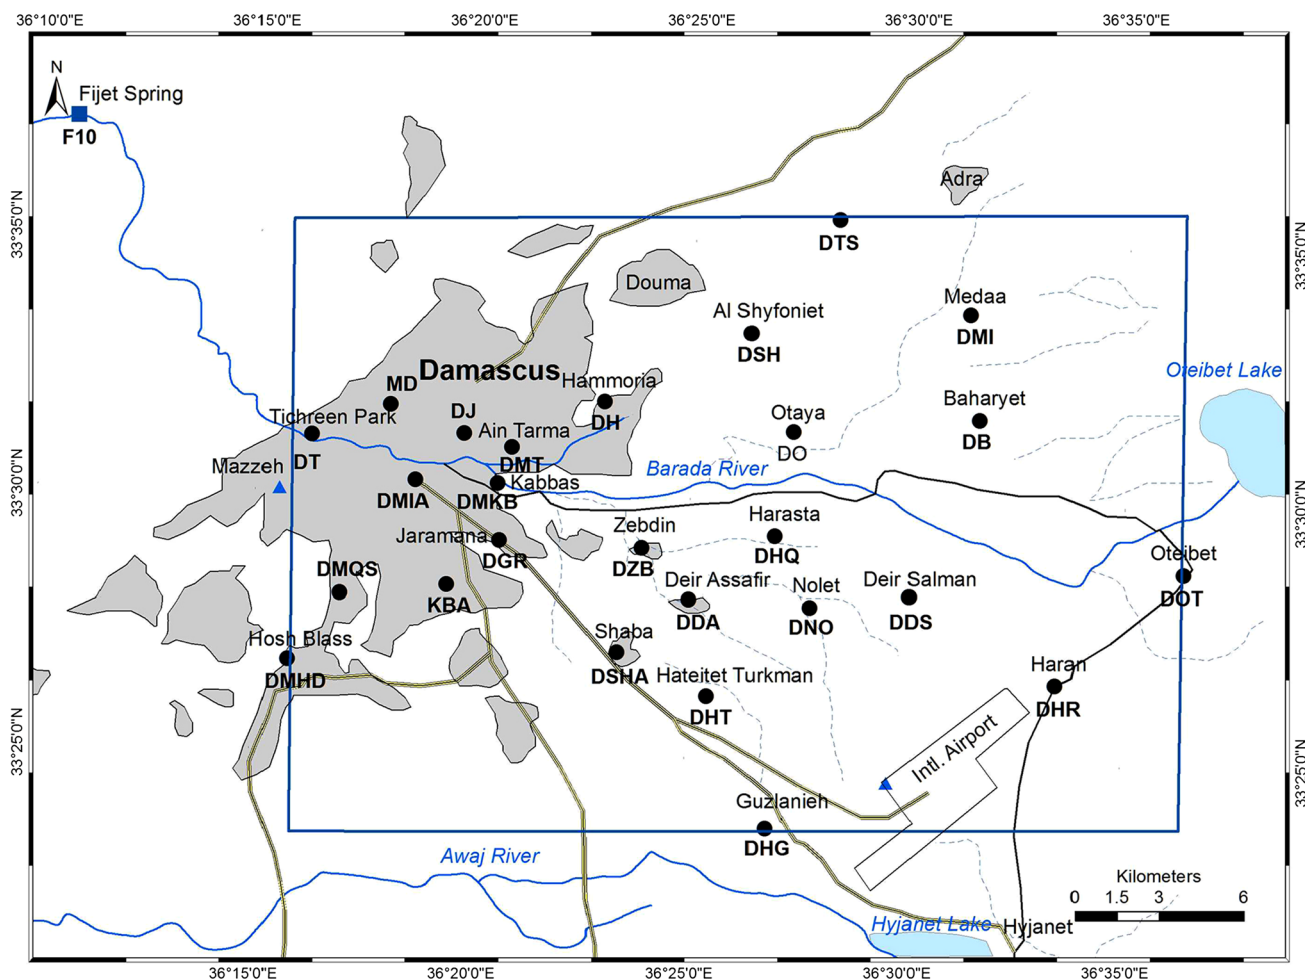 36°10'0"E 36°15'0"E 36°20'0"E 36°25'0"E 36°30'0"E 36°35'0"E
N
Fijet Spring
F10
Adra
33°35'0"N
33°35'0"N
DTS
Douma
Medaa
DMI
Al Shyfoniet
DSH
Oteibet Lake
Damascus
MD
Hammoria
DH
Baharyet
DB
Tichreen Park
DT
DJ
Otaya
DO
Ain Tarma
DMT
Mazzeh
Barada River
Kabbas
DMKB
DMIA
33°30'0"N
33°30'0"N
Harasta
DHQ
Zebdin
DZB
Jaramana
DGR
Oteibet
DOT
DMQS
KBA
Deir Assafir
DDA
Nolet
DNO
Deir Salman
DDS
Hosh Blass
DMHD
Shaba
DSHA
Hateitet Turkman
DHT
Haran
DHR
33°25'0"N
33°25'0"N
Intl. Airport
Guzlanieh
DHG
Awaj River
Kilometers
0 1.5 3 6
Hyjanet Lake
Hyjanet
36°15'0"E 36°20'0"E 36°25'0"E 36°30'0"E 36°35'0"E